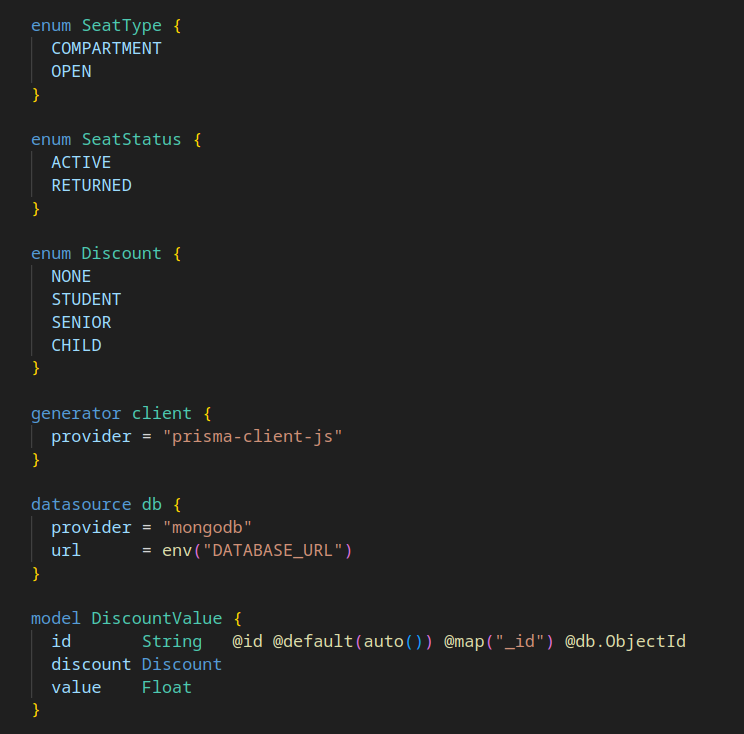 enum SeatType {
  COMPARTMENT
  OPEN
}

enum SeatStatus {
  ACTIVE
  RETURNED
}

enum Discount {
  NONE
  STUDENT
  SENIOR
  CHILD
}

generator client {
  provider = "prisma-client-js"
}

datasource db {
  provider = "mongodb"
  url      = env("DATABASE_URL")
}

model DiscountValue {
  id       String   @id @default(auto()) @map("_id") @db.ObjectId
  discount Discount
  value    Float
}